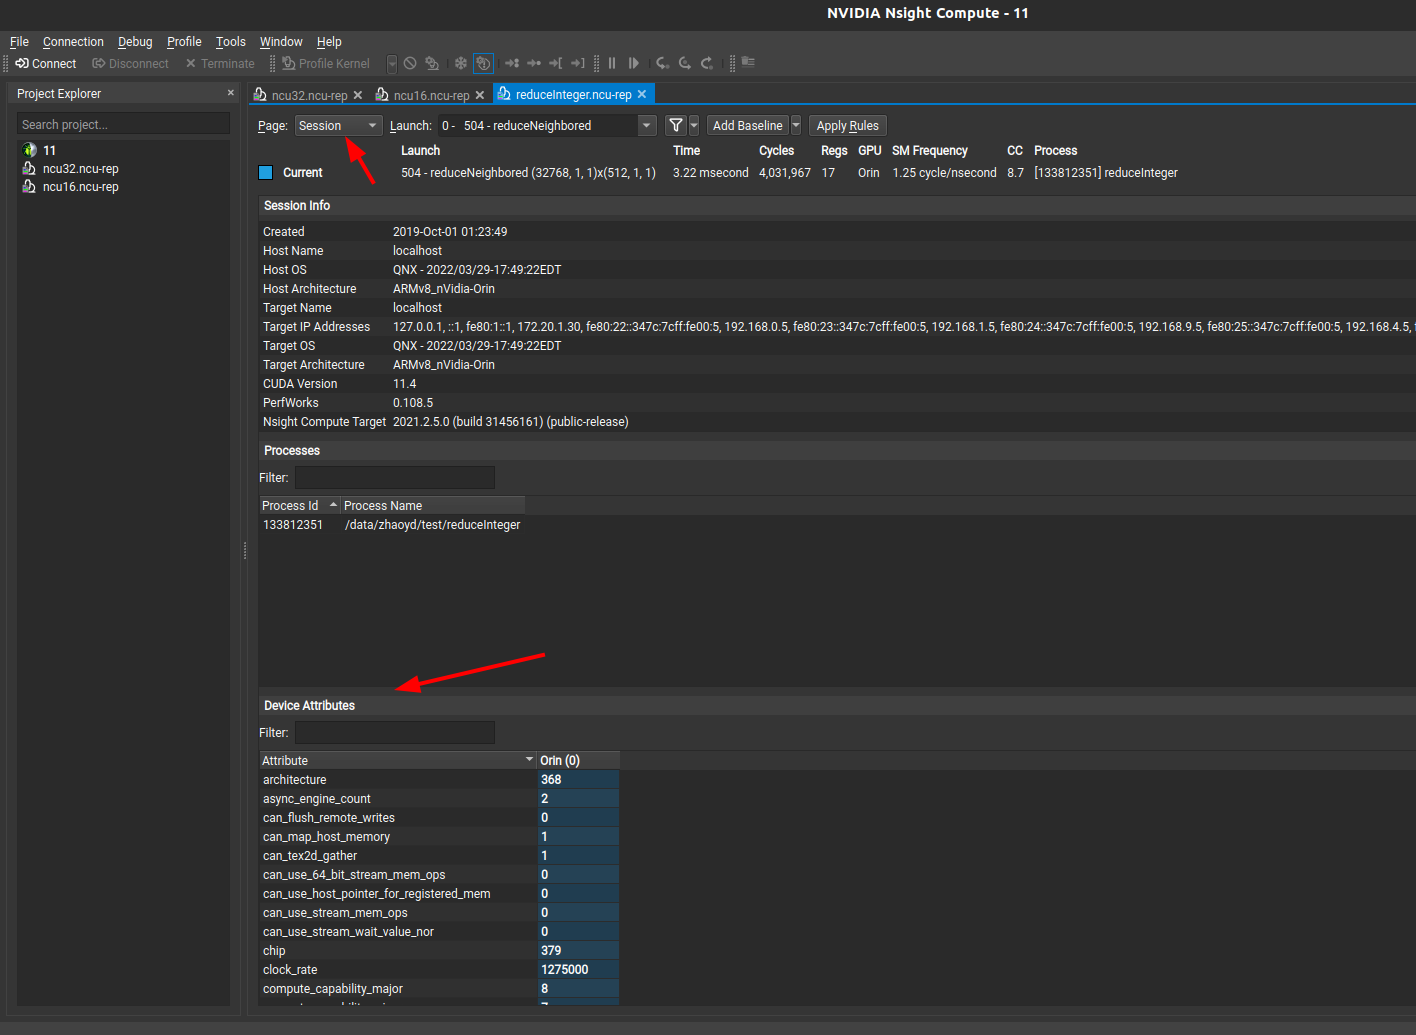 NVIDIA Nsight Compute - 11
File Connection Debug Profile Tools Window Help
Connect Disconnect Terminate Profile Kernel
Project Explorer
Search project...
11
ncu32.ncu-rep
ncu16.ncu-rep
ncu32.ncu-rep ncu16.ncu-rep reduceInteger.ncu-rep
Page: Session Launch: 0 - 504 - reduceNeighbored Add Baseline Apply Rules
Launch Time Cycles Regs GPU SM Frequency CC Process
Current 504 - reduceNeighbored (32768, 1, 1)x(512, 1, 1) 3.22 msecond 4,031,967 17 Orin 1.25 cycle/nsecond 8.7 [133812351] reduceInteger
Session Info
Created 2019-Oct-01 01:23:49
Host Name localhost
Host OS QNX - 2022/03/29-17:49:22EDT
Host Architecture ARMv8_nVidia-Orin
Target Name localhost
Target IP Addresses 127.0.0.1, ::1, fe80:1::1, 172.20.1.30, fe80:22::347c:7cff:fe00:5, 192.168.0.5, fe80:23::347c:7cff:fe00:5, 192.168.1.5, fe80:24::347c:7cff:fe00:5, 192.168.9.5, fe80:25::347c:7cff:fe00:5, 192.168.4.5,
Target OS QNX - 2022/03/29-17:49:22EDT
Target Architecture ARMv8_nVidia-Orin
CUDA Version 11.4
PerfWorks 0.108.5
Nsight Compute Target 2021.2.5.0 (build 31456161) (public-release)
Processes
Filter:
Process Id Process Name
133812351 /data/zhaoyd/test/reduceInteger
Device Attributes
Filter:
Attribute Orin (0)
architecture 368
async_engine_count 2
can_flush_remote_writes 0
can_map_host_memory 1
can_tex2d_gather 1
can_use_64_bit_stream_mem_ops 0
can_use_host_pointer_for_registered_mem 0
can_use_stream_mem_ops 0
can_use_stream_wait_value_nor 0
chip 379
clock_rate 1275000
compute_capability_major 8